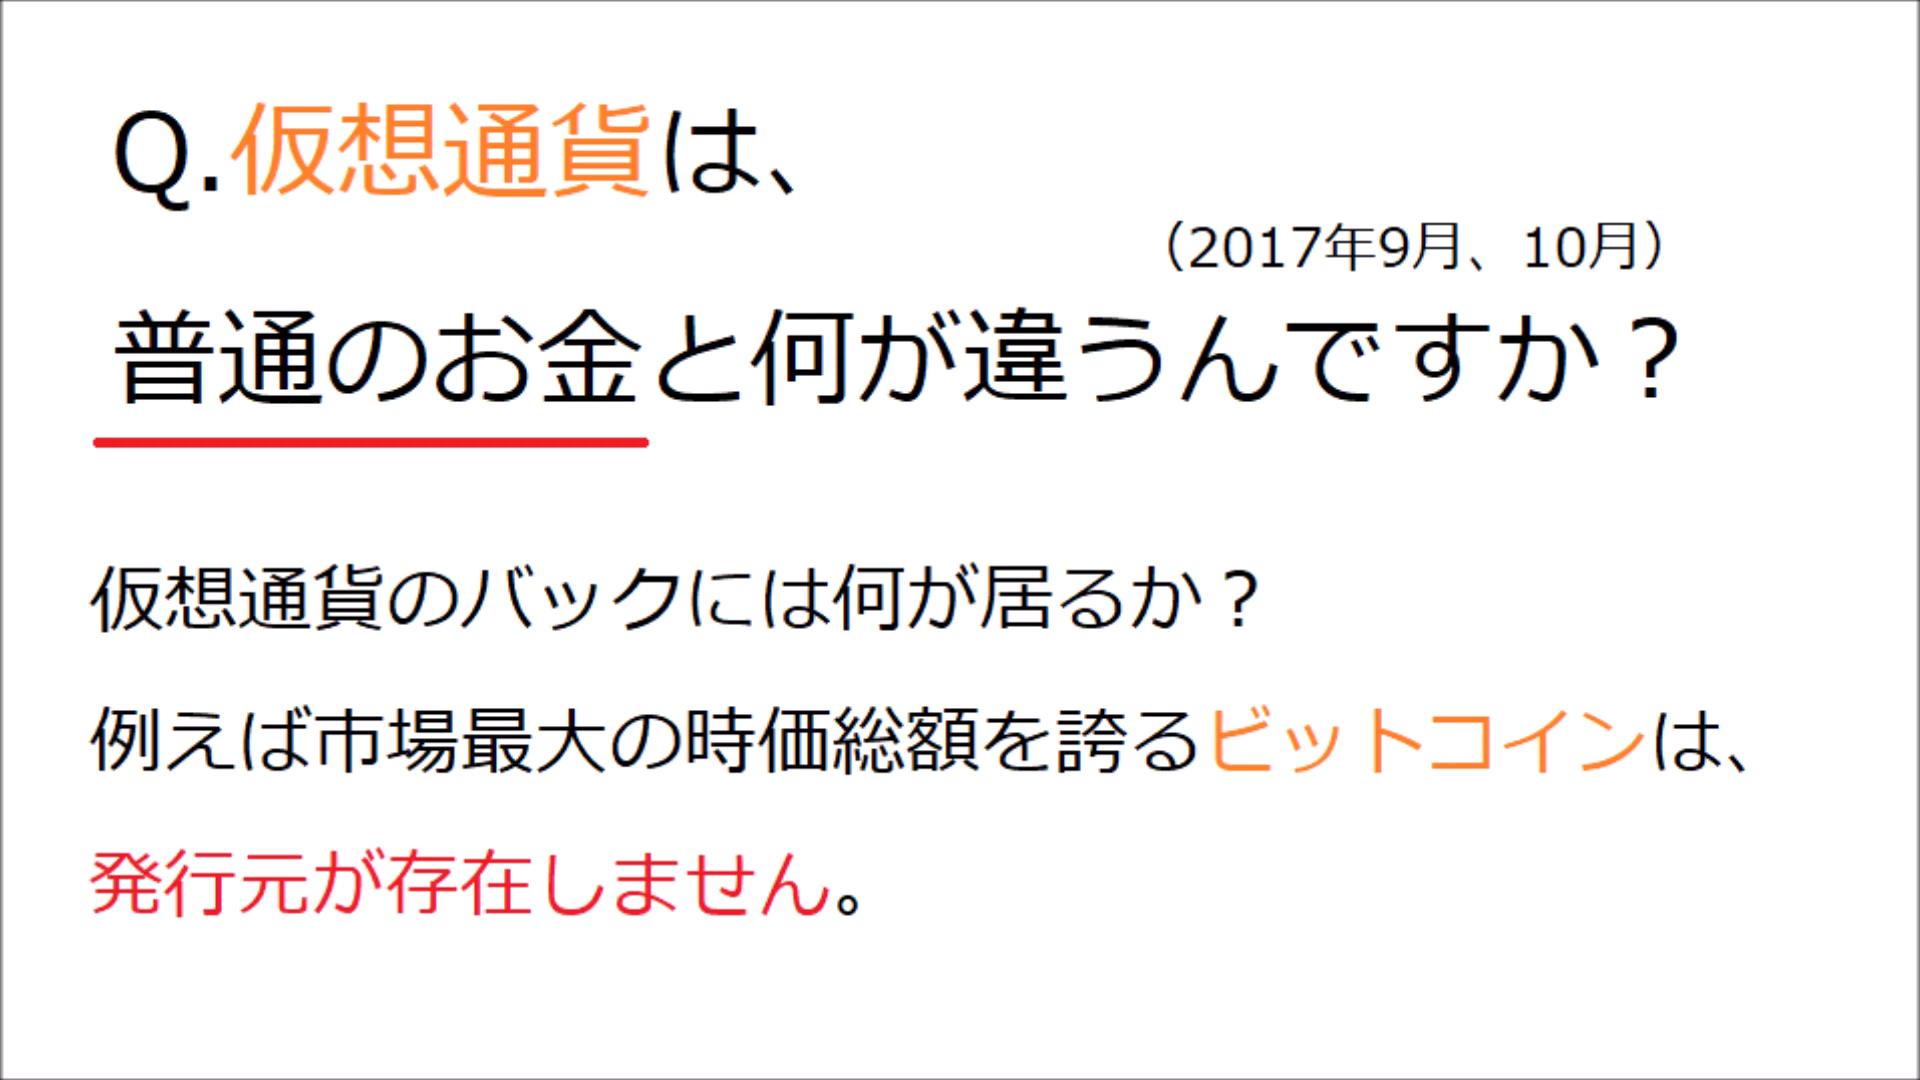 Q.仮想通貨は、
（2017年9月、10月）
普通のお金と何が違うんですか？
仮想通貨のバックには何が居るか？
例えば市場最大の時価総額を誇るビットコインは、
発行元が存在しません。